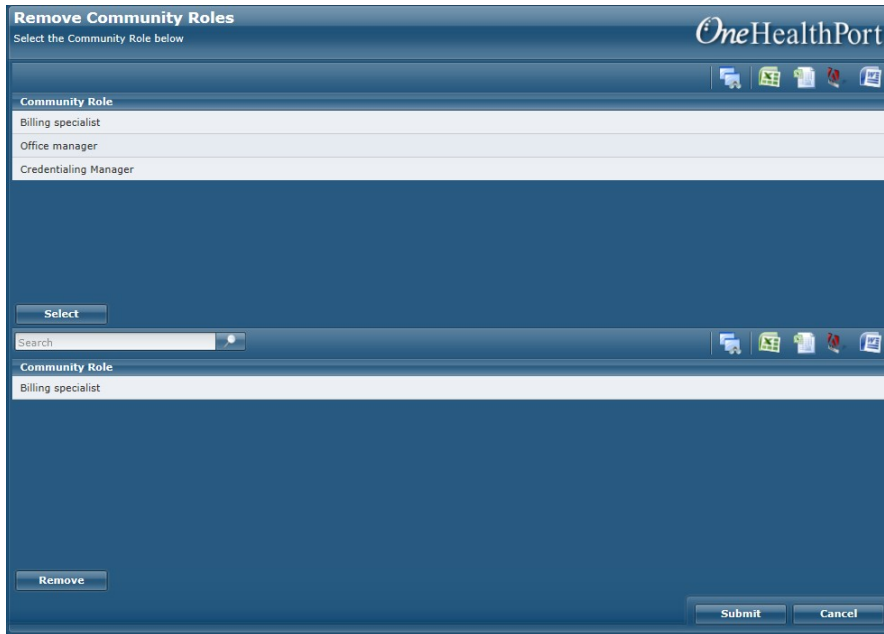 Remove Community Roles
Select the Community Role below
OneHealthPort
Community Role
Billing specialist
Office manager
Credentialing Manager
Select
Search
Community Role
Billing specialist
Remove
Submit
Cancel